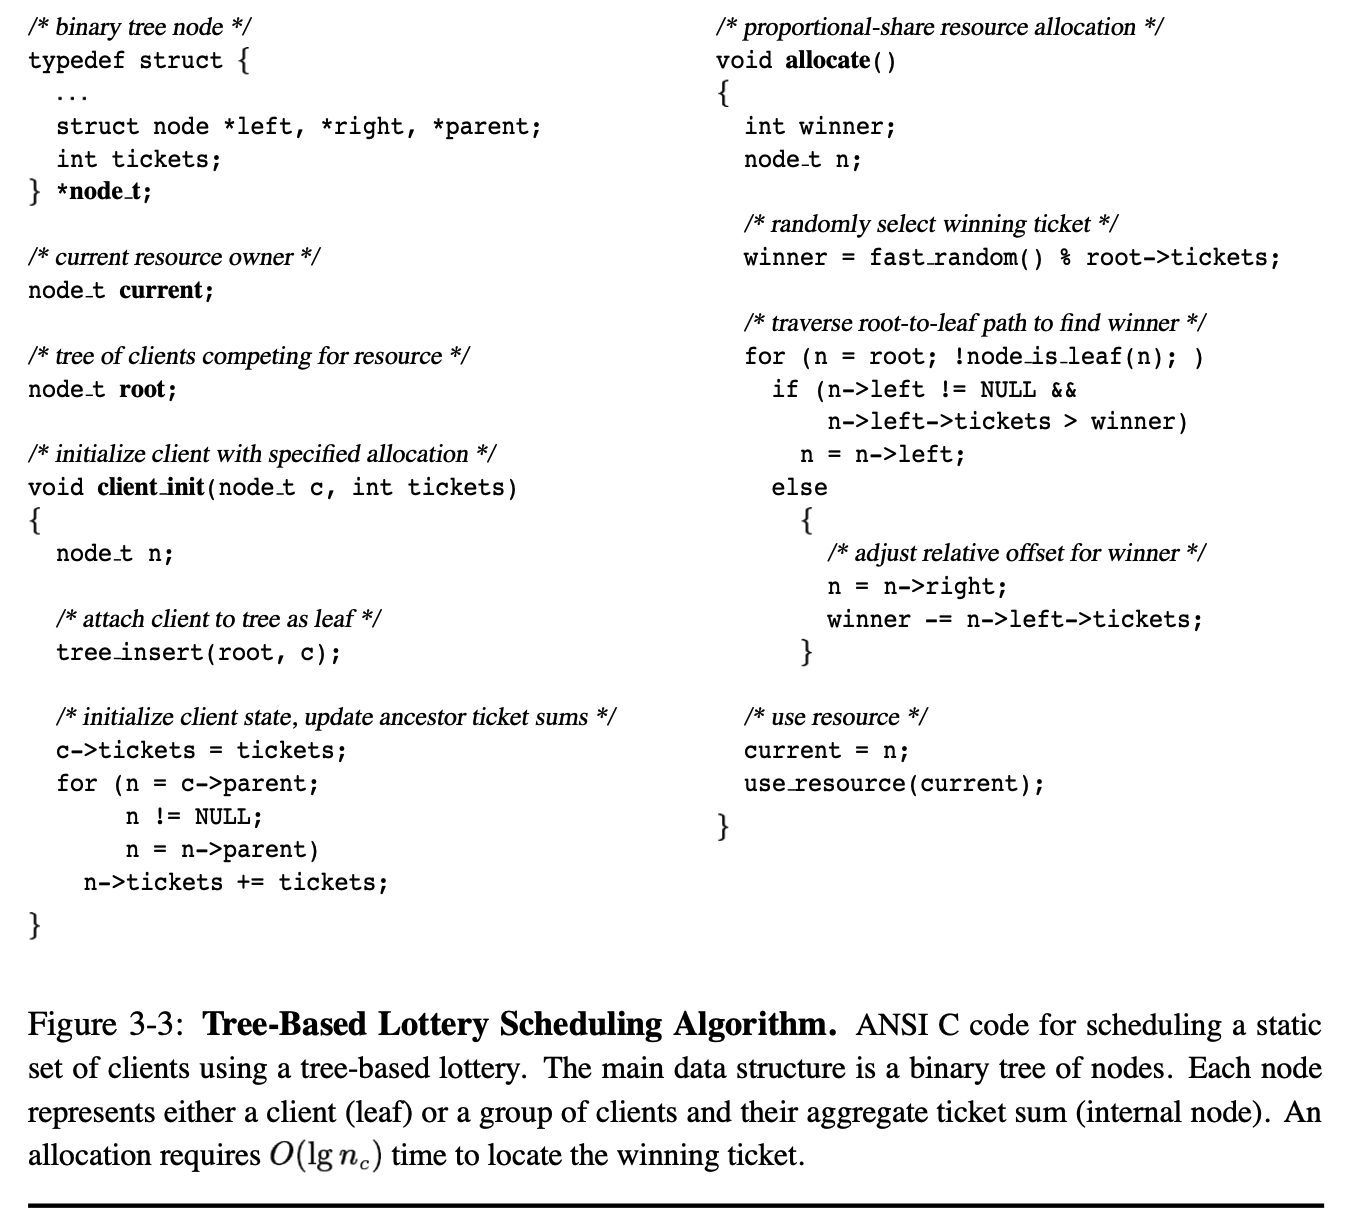 /* binary tree node */
typedef struct {
...
struct node *left, *right, *parent;
int tickets;
} *node_t;
/* current resource owner */
node_t current;
/* tree of clients competing for resource */
node_t root;
/* initialize client with specified allocation */
void client_init(node_t c, int tickets)
{
node_t n;
/* attach client to tree as leaf */
tree_insert(root, c);
/* initialize client state, update ancestor ticket sums */
c->tickets = tickets;
for (n = c->parent;
n != NULL;
n = n->parent)
n->tickets += tickets;
}
/* proportional-share resource allocation */
void allocate()
{
int winner;
node_t n;
/* randomly select winning ticket */
winner = fast_random() % root->tickets;
/* traverse root-to-leaf path to find winner */
for (n = root; !node_is_leaf(n); )
if (n->left != NULL &&
n->left->tickets > winner)
n = n->left;
else
{
/* adjust relative offset for winner */
n = n->right;
winner -= n->left->tickets;
}
/* use resource */
current = n;
use_resource(current);
}
Figure 3-3: Tree-Based Lottery Scheduling Algorithm. ANSI C code for scheduling a static
set of clients using a tree-based lottery. The main data structure is a binary tree of nodes. Each node
represents either a client (leaf) or a group of clients and their aggregate ticket sum (internal node). An
allocation requires O(lg n_c) time to locate the winning ticket.